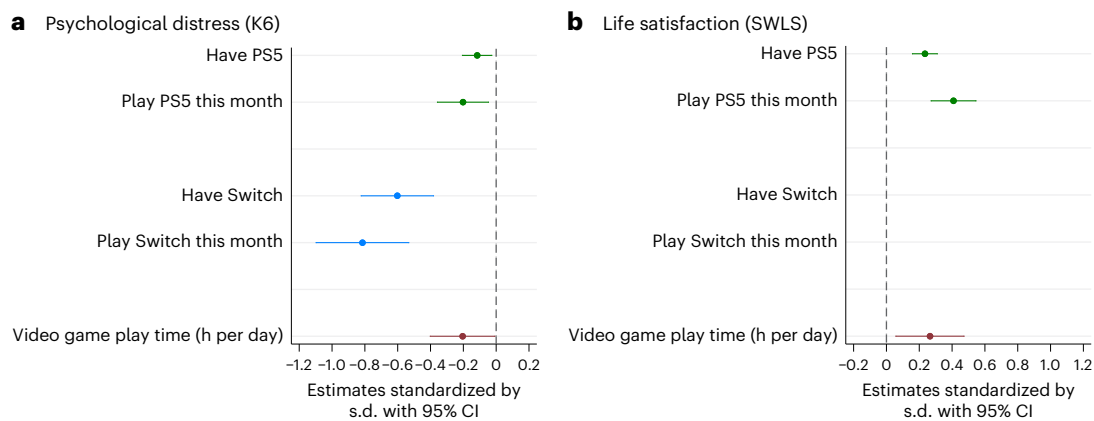 a Psychological distress (K6)
Have PS5
Play PS5 this month
Have Switch
Play Switch this month
Video game play time (h per day)
−1.2 −1.0 −0.8 −0.6 −0.4 −0.2 0 0.2
Estimates standardized by
s.d. with 95% CI
b Life satisfaction (SWLS)
Have PS5
Play PS5 this month
Have Switch
Play Switch this month
Video game play time (h per day)
−0.2 0 0.2 0.4 0.6 0.8 1.0 1.2
Estimates standardized by
s.d. with 95% CI